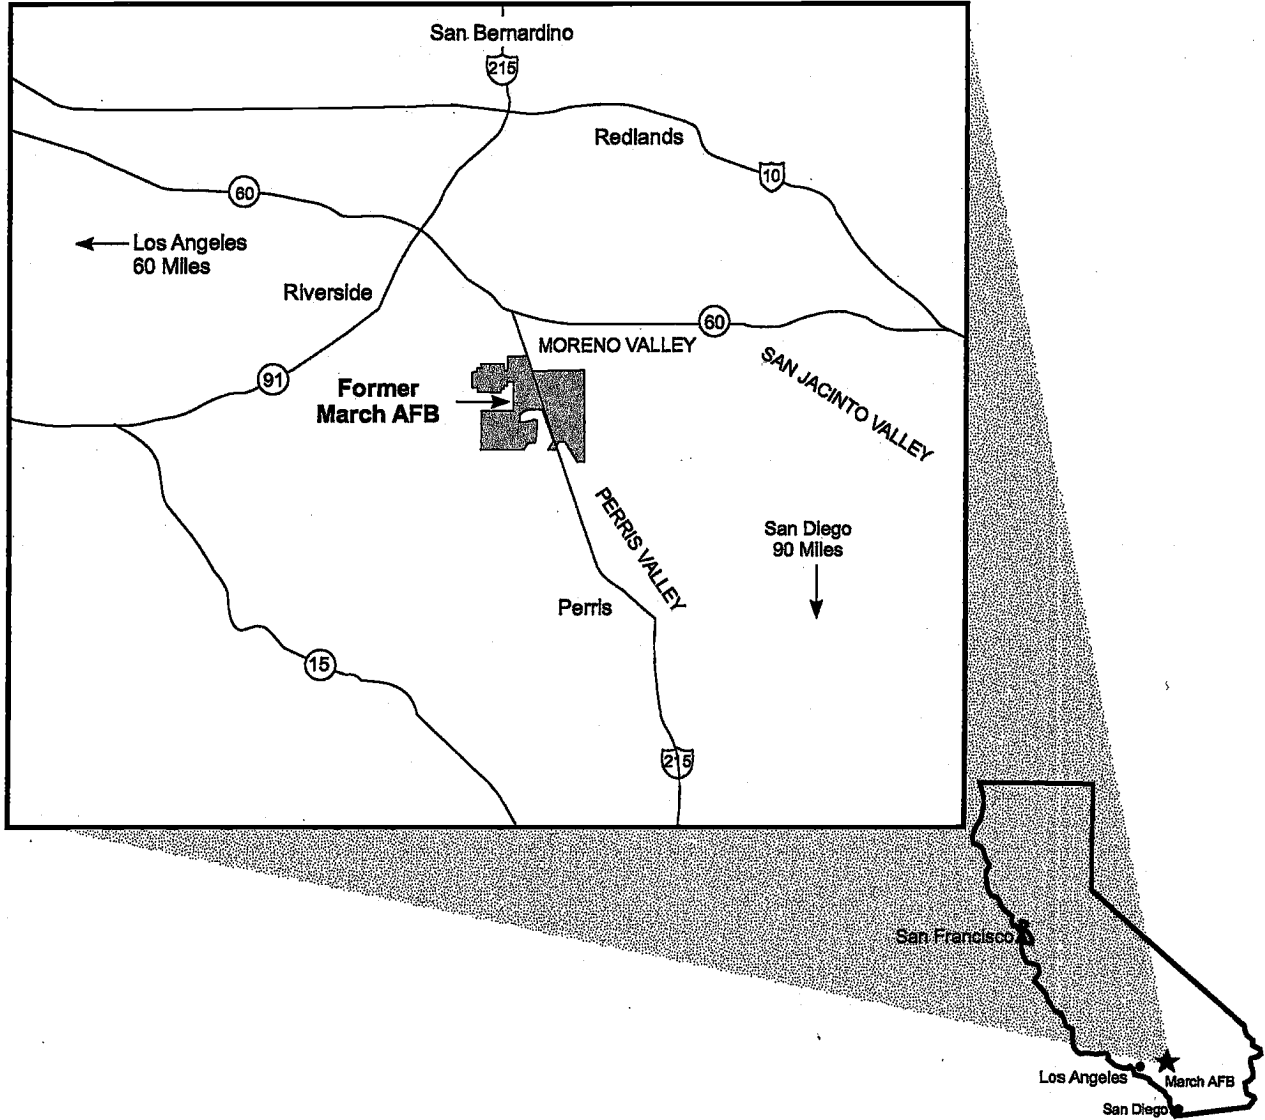 San Bernardino
215
Redlands
10
60
Los Angeles
60 Miles
Riverside
60
MORENO VALLEY
SAN JACINTO VALLEY
91
Former
March AFB
PERRIS VALLEY
San Diego
90 Miles
Perris
15
215
San Francisco
Los Angeles
March AFB
San Diego